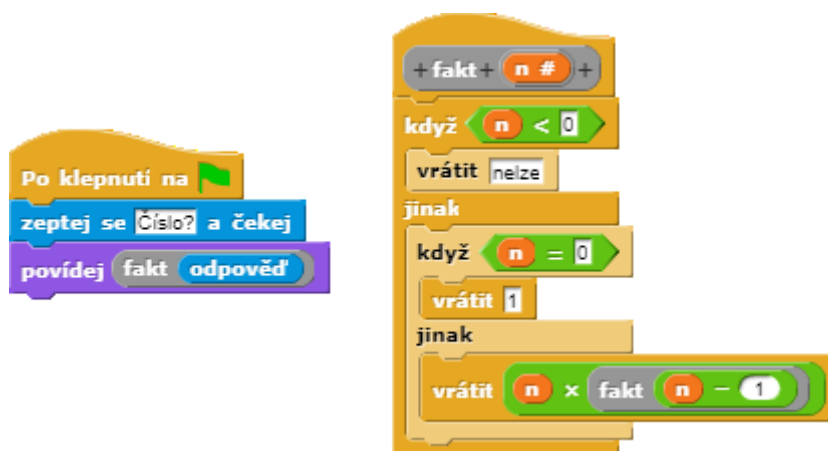 Po klepnutí na
zeptej se Číslo? a čekej
povídej fakt odpověď
+ fakt + n # +
když n < 0
vrátit nelze
jinak
když n = 0
vrátit 1
jinak
vrátit n × fakt n − 1